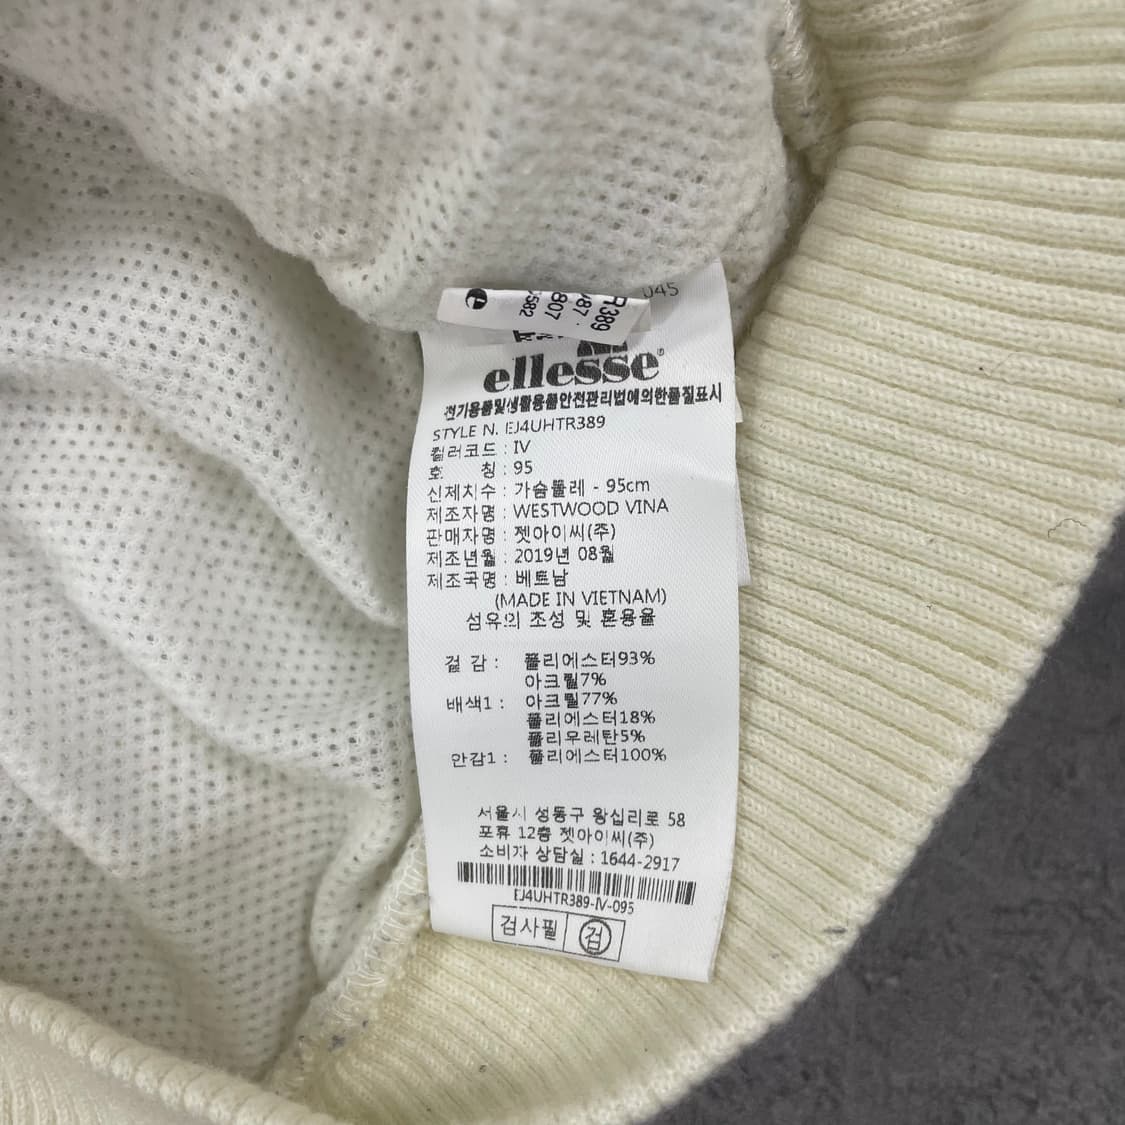 045
R389
087
807
582
ellesse
전기용품및생활용품안전관리법에의한품질표시
STYLE N. EJ4UHTR389
컬러코드 : IV
호 칭 : 95
신체치수 : 가슴둘레 - 95cm
제조자명 : WESTWOOD VINA
판매자명 : 젯아이씨(주)
제조년월 : 2019년 08월
제조국명 : 베트남
(MADE IN VIETNAM)
섬유의 조성 및 혼용율
겉 감 : 폴리에스터93%
아크릴7%
배색1 : 아크릴77%
폴리에스터18%
폴리우레탄5%
안감1 : 폴리에스터100%
서울시 성동구 왕십리로 58
포휴 12층 젯아이씨(주)
소비자 상담실 : 1644-2917
EJ4UHTR389-IV-095
검사필 검